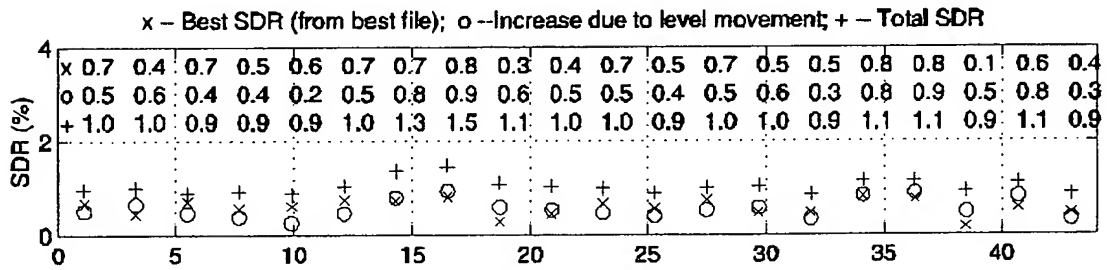 x – Best SDR (from best file); o --Increase due to level movement; + – Total SDR
4
x 0.7 0.4 0.7 0.5 0.6 0.7 0.7 0.8 0.3 0.4 0.7 0.5 0.7 0.5 0.5 0.8 0.8 0.1 0.6 0.4
o 0.5 0.6 0.4 0.4 0.2 0.5 0.8 0.9 0.6 0.5 0.5 0.4 0.5 0.6 0.3 0.8 0.9 0.5 0.8 0.3
+ 1.0 1.0 0.9 0.9 0.9 1.0 1.3 1.5 1.1 1.0 1.0 0.9 1.0 1.0 0.9 1.1 1.1 0.9 1.1 0.9
SDR (%)
2
0
0 5 10 15 20 25 30 35 40